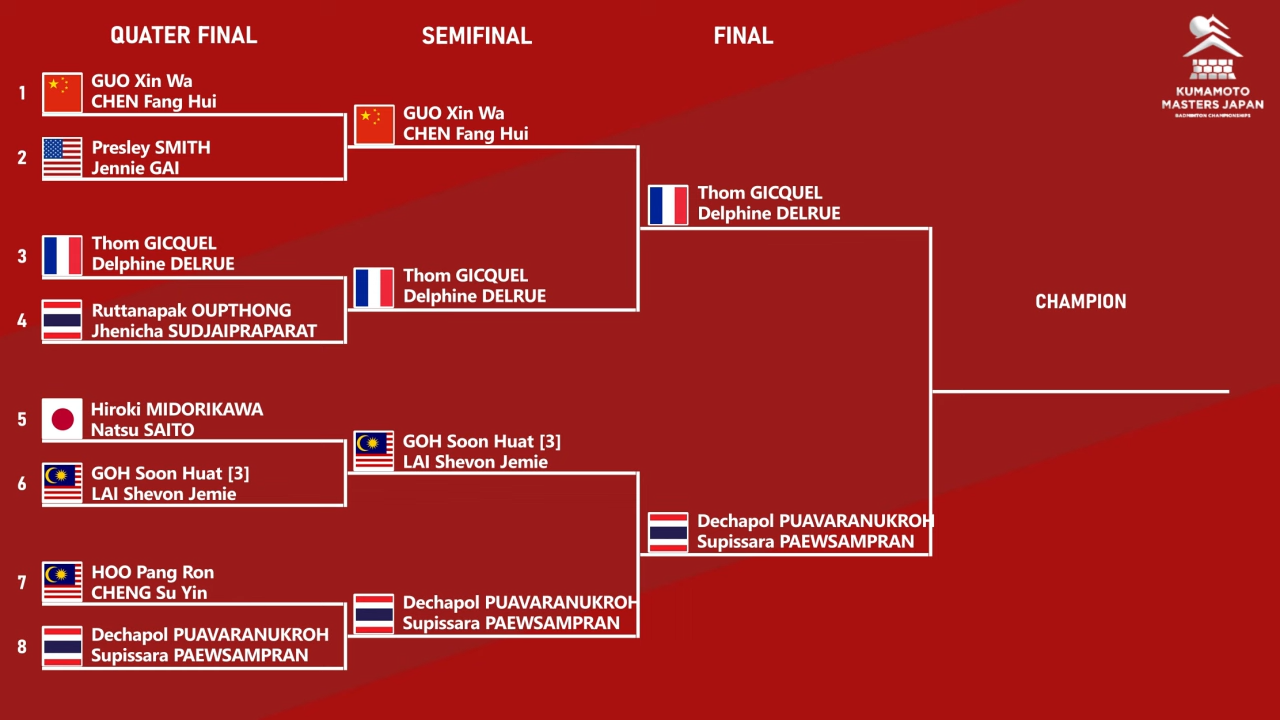 QUATER FINAL
SEMIFINAL
FINAL
KUMAMOTO
MASTERS JAPAN
BADMINTON CHAMPIONSHIPS
1
GUO Xin Wa
CHEN Fang Hui
2
Presley SMITH
Jennie GAI
3
Thom GICQUEL
Delphine DELRUE
4
Ruttanapak OUPTHONG
Jhenicha SUDJAIPRAPARAT
5
Hiroki MIDORIKAWA
Natsu SAITO
6
GOH Soon Huat [3]
LAI Shevon Jemie
7
HOO Pang Ron
CHENG Su Yin
8
Dechapol PUAVARANUKROH
Supissara PAEWSAMPRAN
GUO Xin Wa
CHEN Fang Hui
Thom GICQUEL
Delphine DELRUE
GOH Soon Huat [3]
LAI Shevon Jemie
Dechapol PUAVARANUKROH
Supissara PAEWSAMPRAN
Thom GICQUEL
Delphine DELRUE
Dechapol PUAVARANUKROH
Supissara PAEWSAMPRAN
CHAMPION